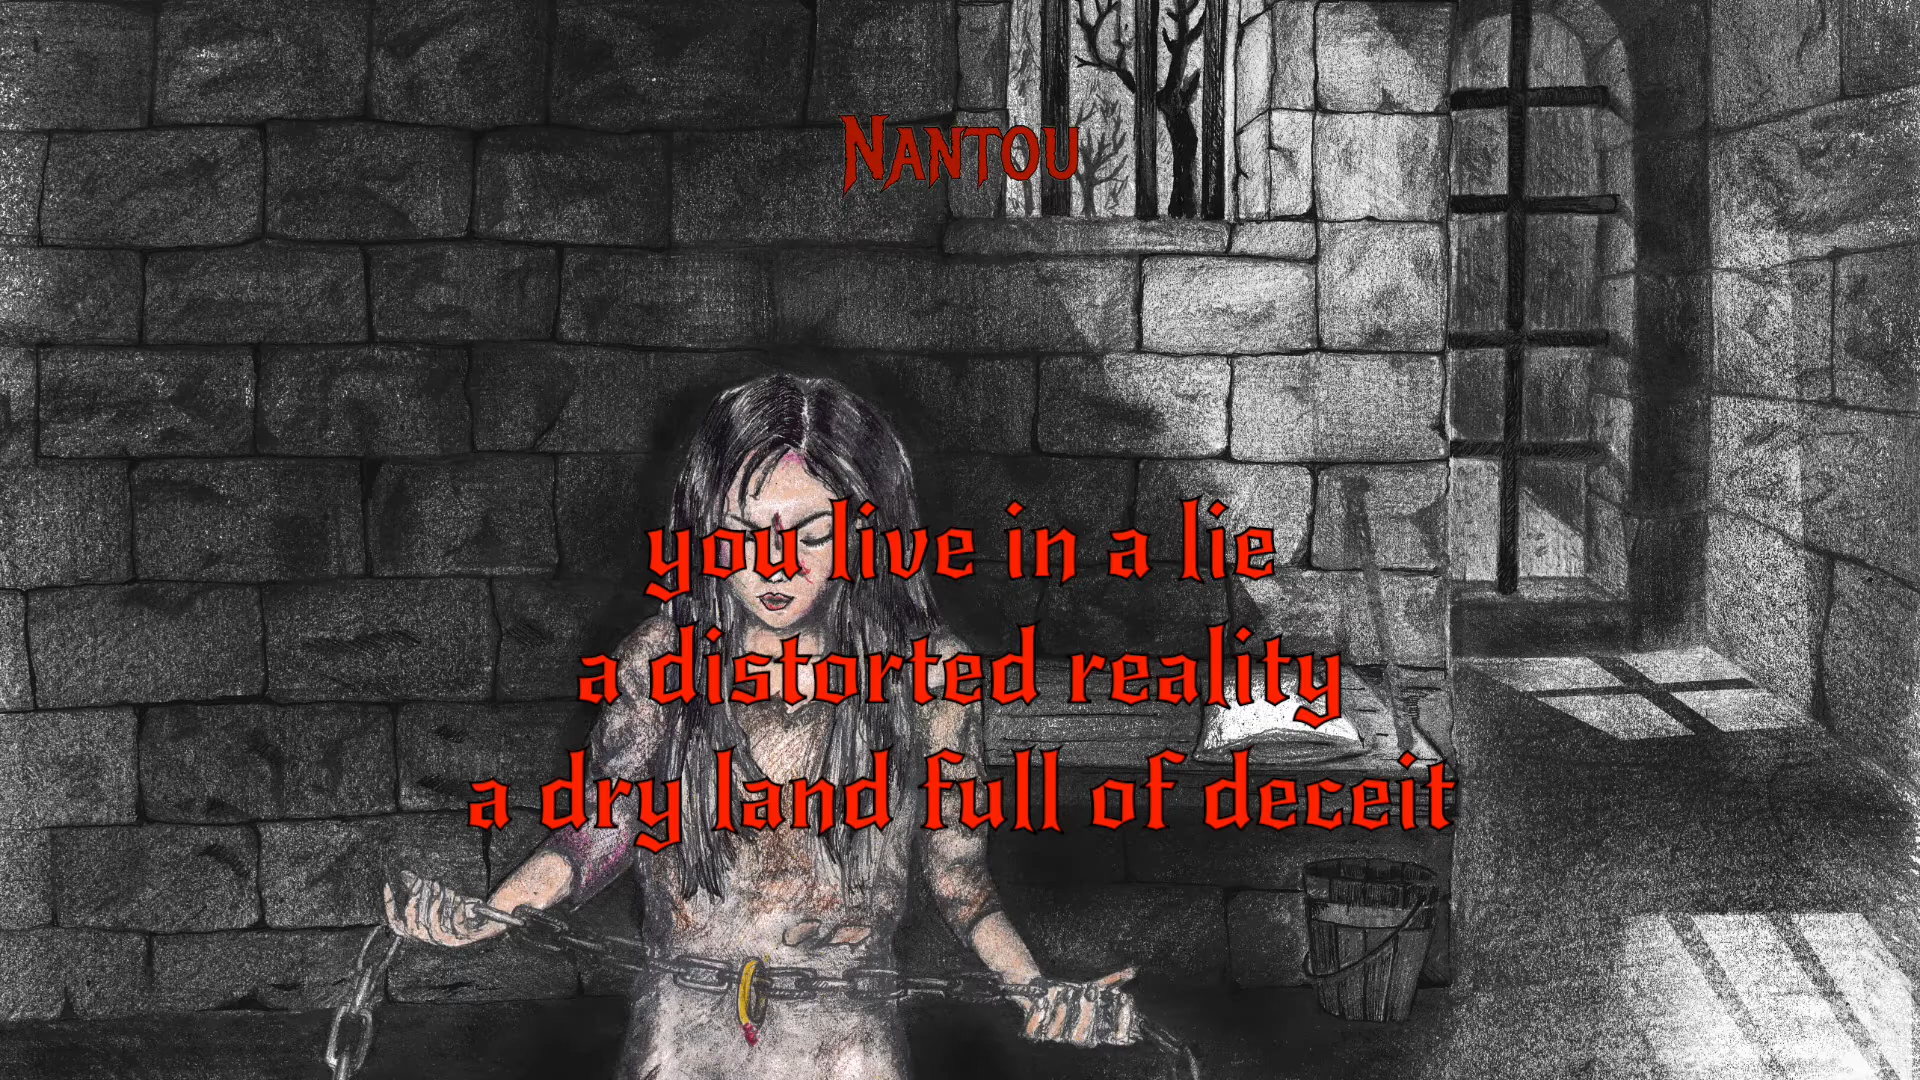 Nantou
you live in a lie
a distorted reality
a dry land full of deceit